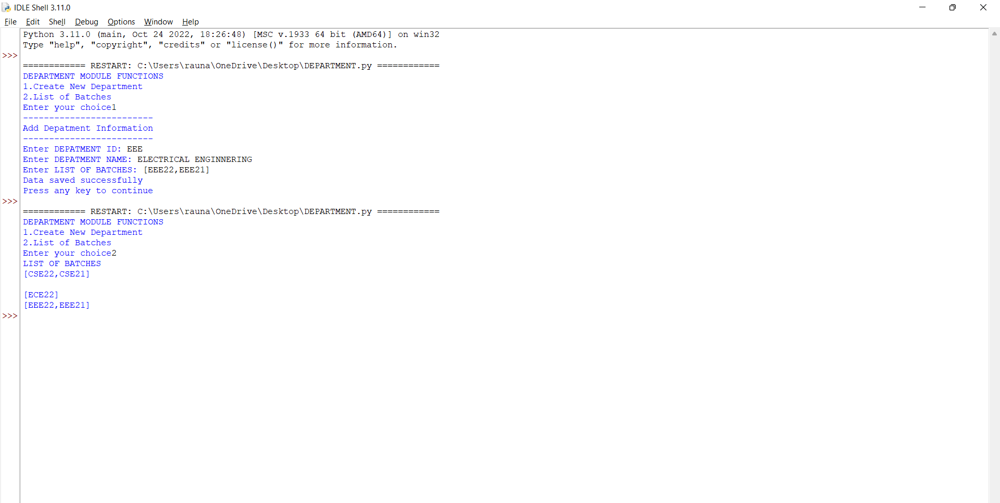 IDLE Shell 3.11.0
File Edit Shell Debug Options Window Help
Python 3.11.0 (main, Oct 24 2022, 18:26:48) [MSC v.1933 64 bit (AMD64)] on win32
Type "help", "copyright", "credits" or "license()" for more information.
>>>
============ RESTART: C:\Users\rauna\OneDrive\Desktop\DEPARTMENT.py ============
DEPARTMENT MODULE FUNCTIONS
1.Create New Department
2.List of Batches
Enter your choice1
-------------------------
Add Depatment Information
-------------------------
Enter DEPATMENT ID: EEE
Enter DEPATMENT NAME: ELECTRICAL ENGINNERING
Enter LIST OF BATCHES: [EEE22,EEE21]
Data saved successfully
Press any key to continue
>>>
============ RESTART: C:\Users\rauna\OneDrive\Desktop\DEPARTMENT.py ============
DEPARTMENT MODULE FUNCTIONS
1.Create New Department
2.List of Batches
Enter your choice2
LIST OF BATCHES
[CSE22,CSE21]
[ECE22]
[EEE22,EEE21]
>>>